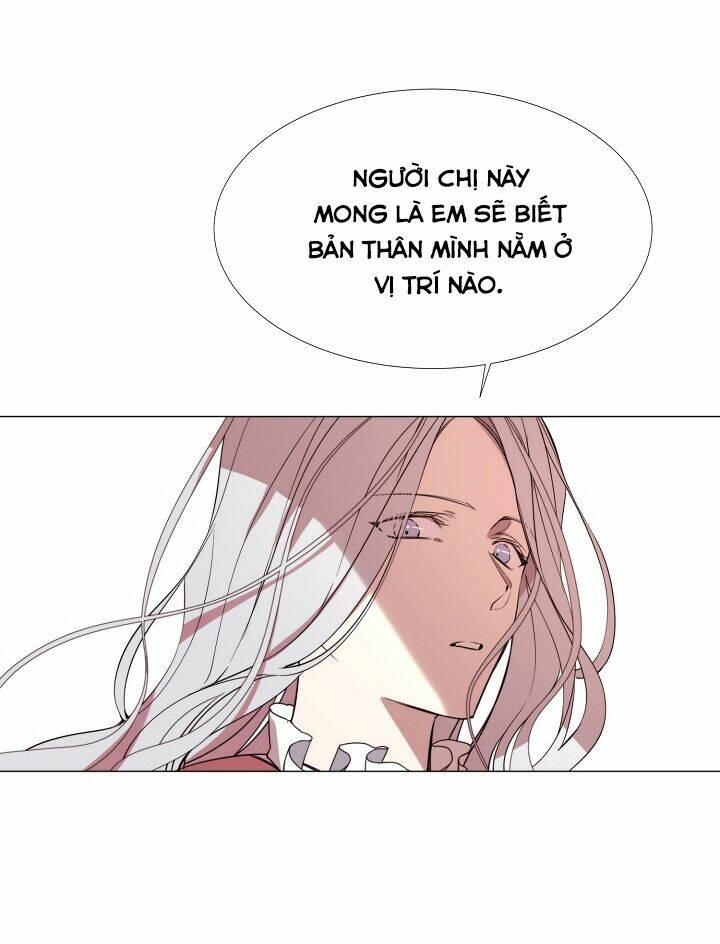 NGƯỜI CHỊ NÀY
MONG LÀ EM SẼ BIẾT
BẢN THÂN MÌNH NẰM Ở
VỊ TRÍ NÀO.